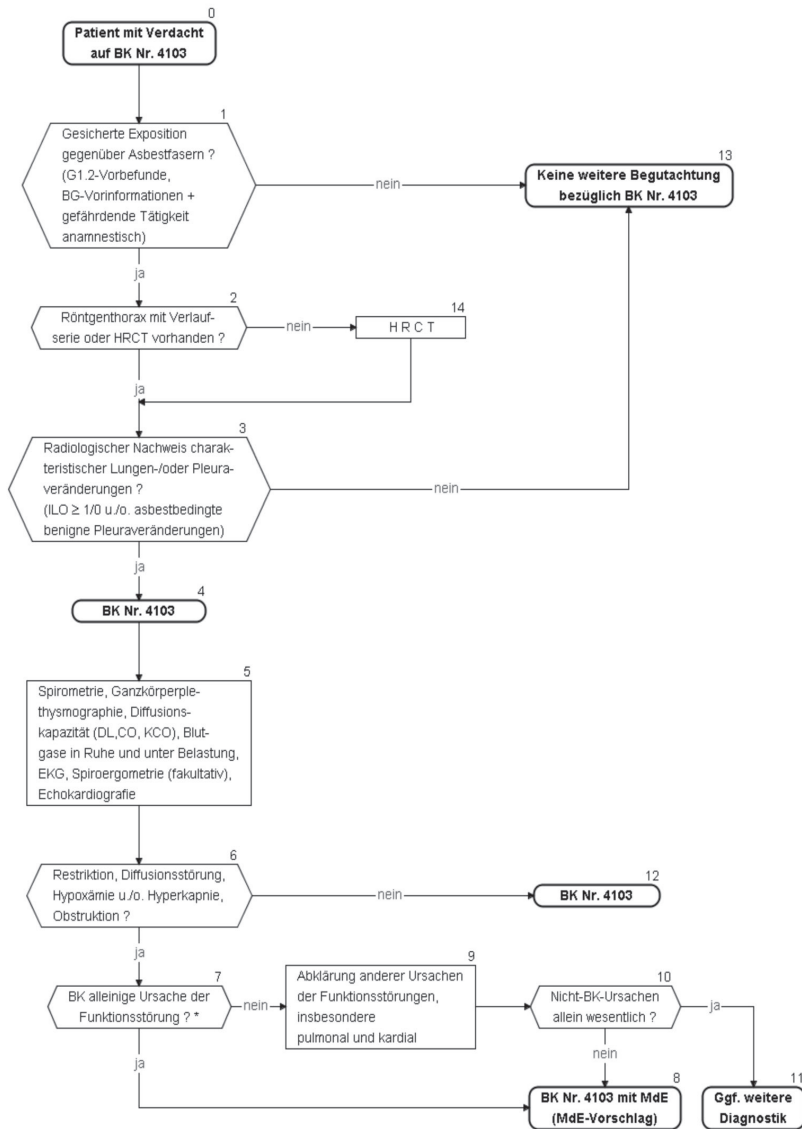 0
Patient mit Verdacht
auf BK Nr. 4103
1
Gesicherte Exposition
gegenüber Asbestfasern ?
(G1.2-Vorbefunde,
BG-Vorinformationen +
gefährdende Tätigkeit
anamnestisch)
nein
13
Keine weitere Begutachtung
bezüglich BK Nr. 4103
ja
2
Röntgenthorax mit Verlauf-
serie oder HRCT vorhanden ?
nein
14
H R C T
ja
3
Radiologischer Nachweis charak-
teristischer Lungen-/oder Pleura-
veränderungen ?
(ILO ≥ 1/0 u./o. asbestbedingte
benigne Pleuraveränderungen)
nein
ja
4
BK Nr. 4103
5
Spirometrie, Ganzkörperple-
thysmographie, Diffusions-
kapazität (DL,CO, KCO), Blut-
gase in Ruhe und unter Belastung,
EKG, Spiroergometrie (fakultativ),
Echokardiografie
6
Restriktion, Diffusionsstörung,
Hypoxämie u./o. Hyperkapnie,
Obstruktion ?
nein
12
BK Nr. 4103
ja
7
BK alleinige Ursache der
Funktionsstörung ? *
nein
9
Abklärung anderer Ursachen
der Funktionsstörungen,
insbesondere
pulmonal und kardial
10
Nicht-BK-Ursachen
allein wesentlich ?
ja
nein
ja
8
BK Nr. 4103 mit MdE
(MdE-Vorschlag)
11
Ggf. weitere
Diagnostik